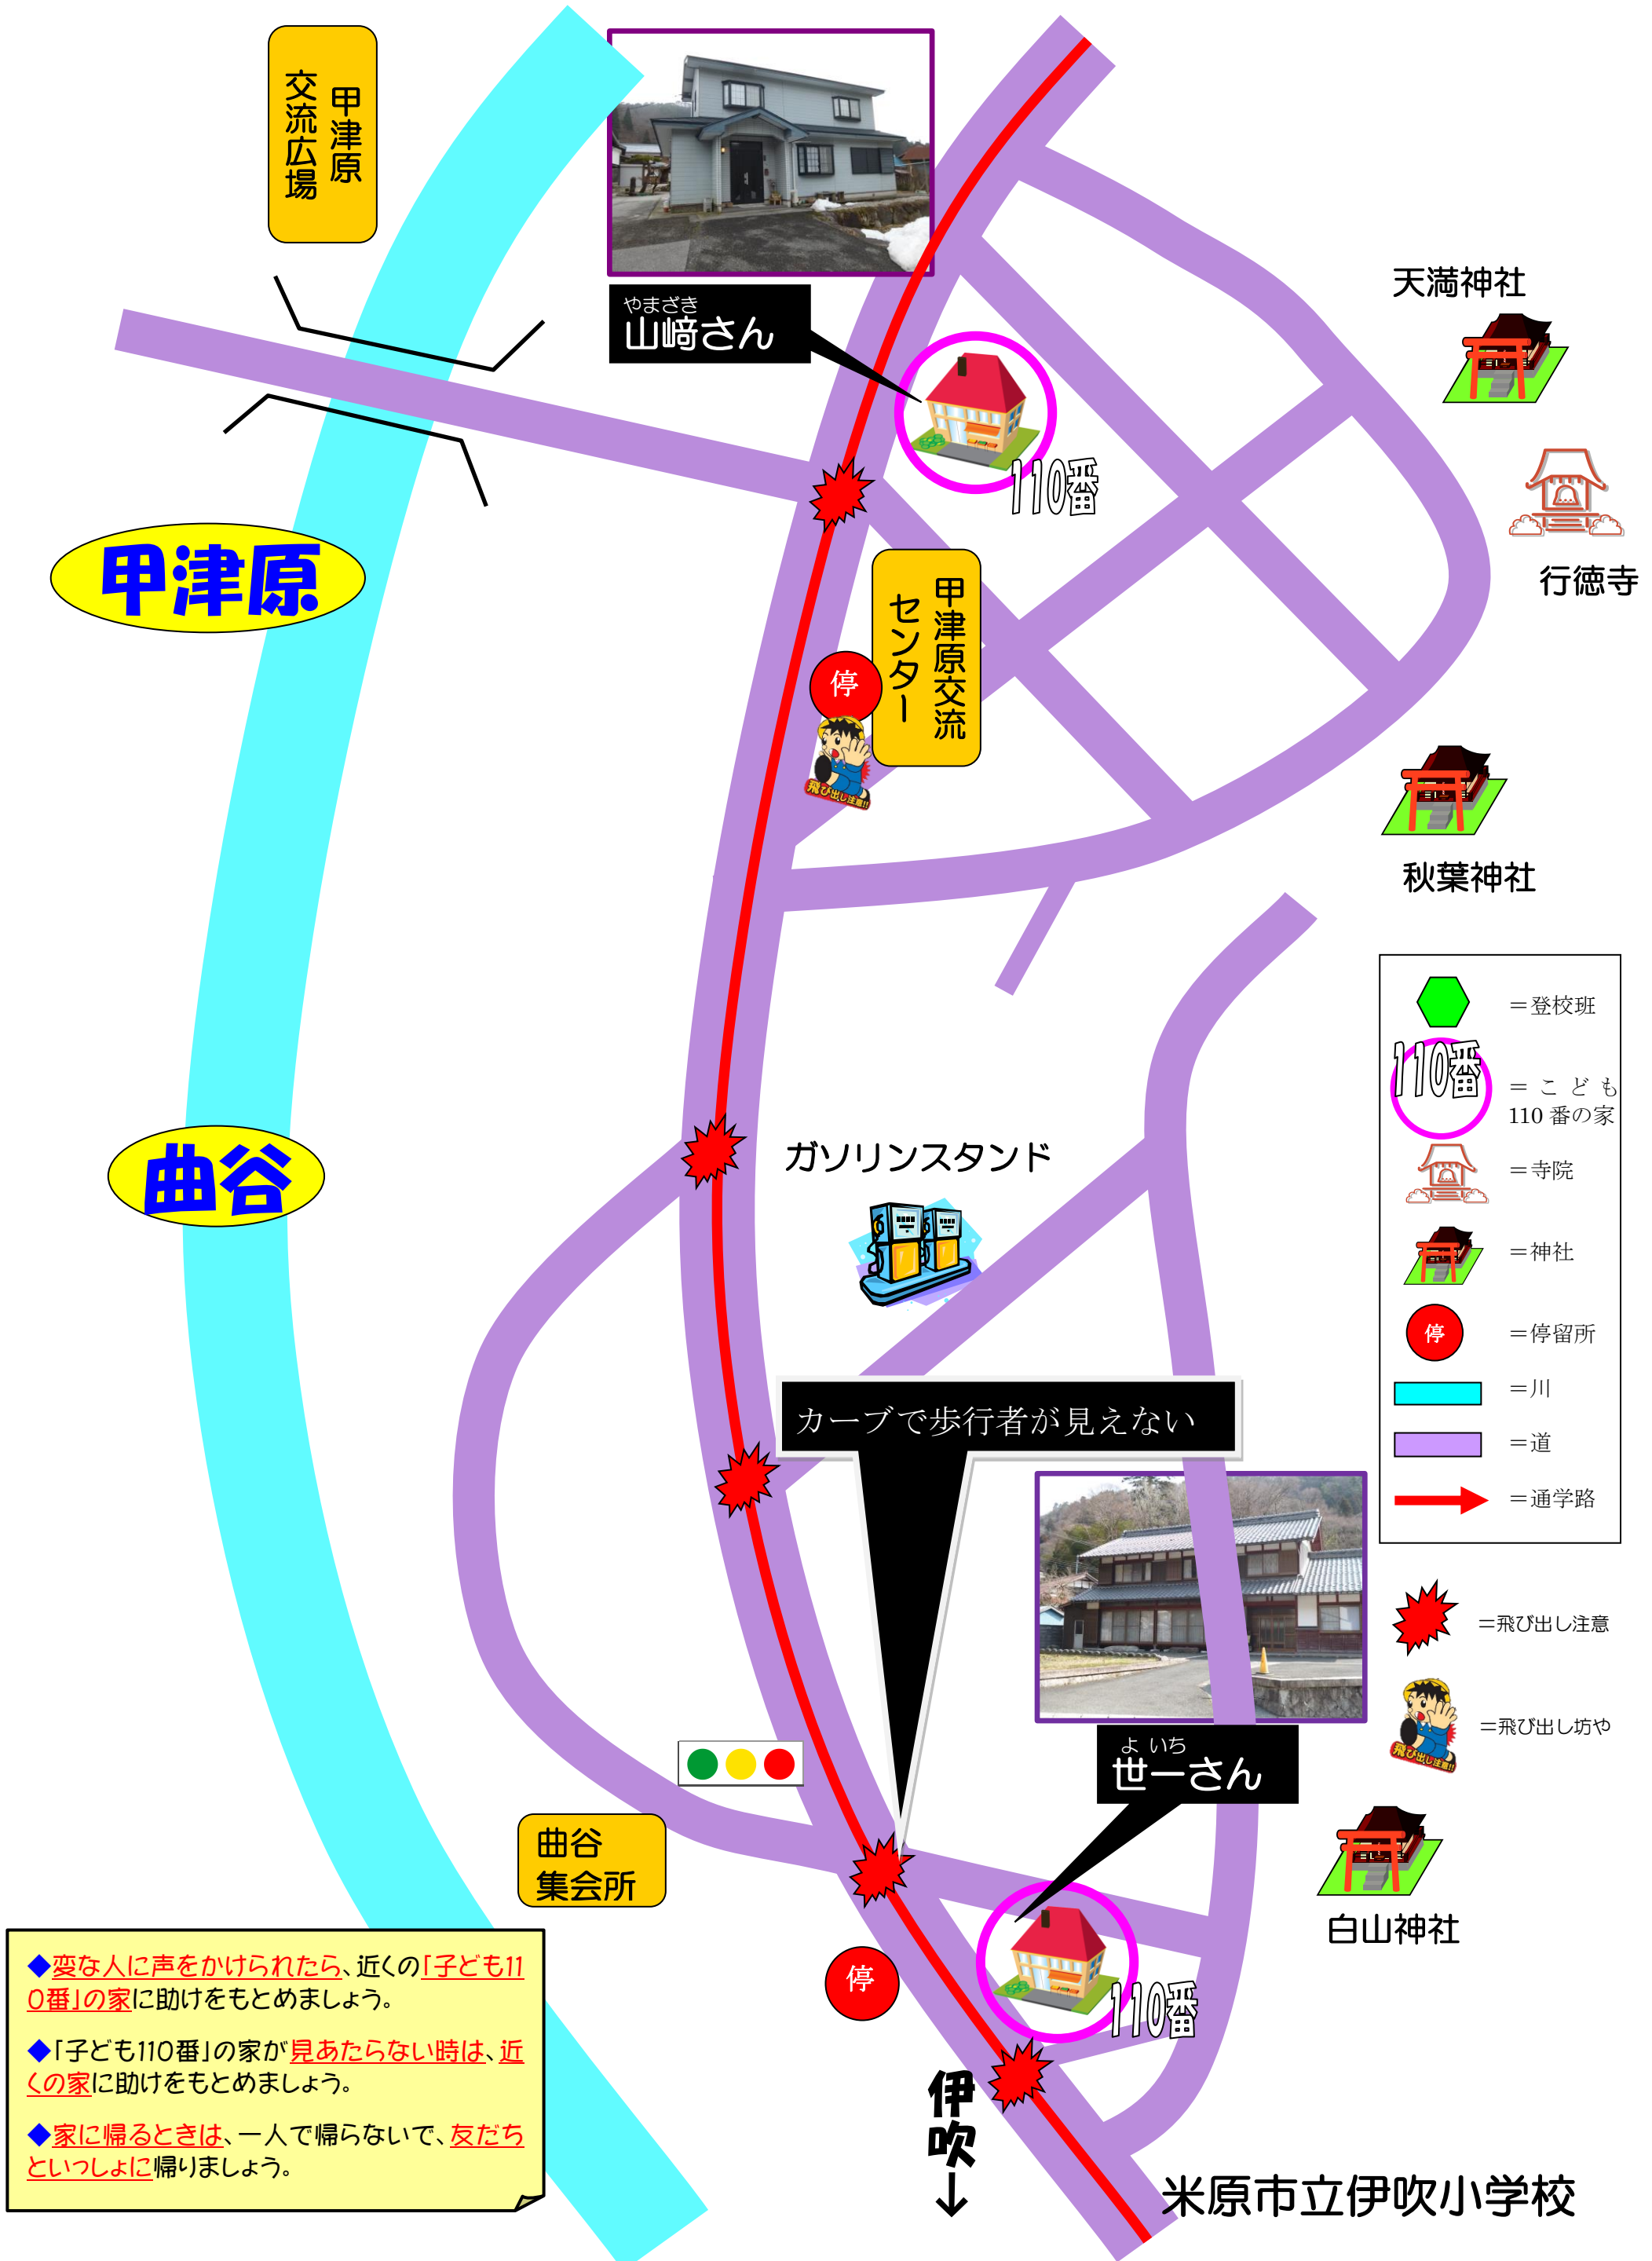 甲津原
交流広場
やまざき
山﨑さん
110番
天満神社
行徳寺
甲津原
甲津原交流
センター
停
飛び出し注意!!
秋葉神社
曲谷
ガソリンスタンド
カーブで歩行者が見えない
よ いち
世一さん
110番
曲谷
集会所
停
白山神社
伊吹→
米原市立伊吹小学校
＝登校班
110番
＝こども
110番の家
＝寺院
＝神社
停
＝停留所
＝川
＝道
＝通学路
＝飛び出し注意
飛び出し注意!!
＝飛び出し坊や
◆変な人に声をかけられたら、近くの「子ども11
0番」の家に助けをもとめましょう。
◆「子ども110番」の家が見あたらない時は、近
くの家に助けをもとめましょう。
◆家に帰るときは、一人で帰らないで、友だち
といっしょに帰りましょう。